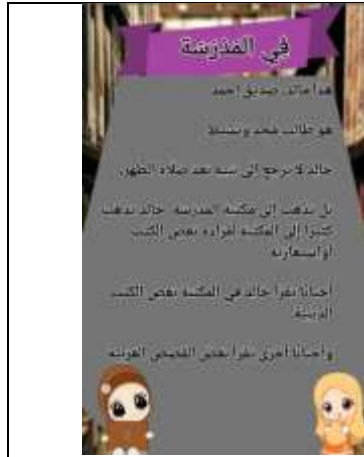 في المدرسة
هذا خالد، صديق أحمد
هو طالب مجد ونشيط
خالد لا يرجع إلى بيته بعد صلاة الظهر،
بل يذهب إلى مكتبة المدرسة. خالد يذهب
كثيرا إلى المكتبة لقراءة بعض الكتب
أو استعارته
أحيانا يقرأ خالد في المكتبة بعض الكتب
الدينية
وأحيانا أخرى يقرأ بعض القصص العربية